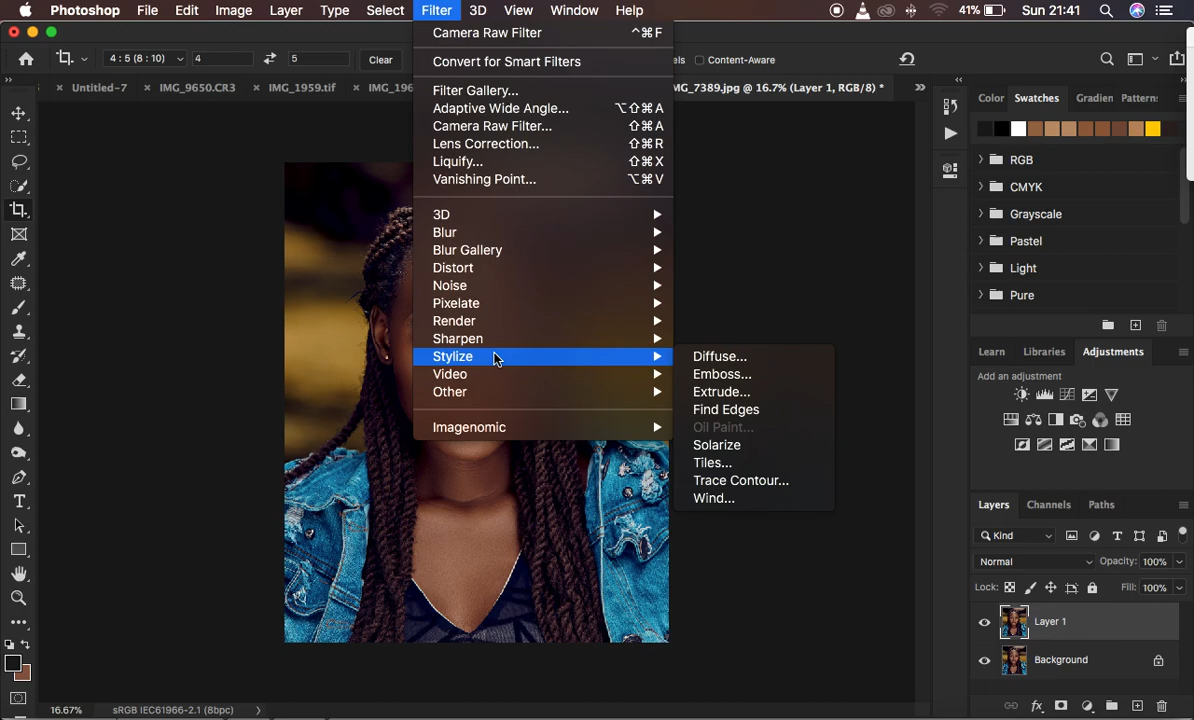 Photoshop File Edit Image Layer Type Select Filter 3D View Window Help 41% Sun 21:41
4 : 5 (8 : 10) 4 5 Clear els Content-Aware
Untitled-7 IMG_9650.CR3 IMG_1959.tif IMG_196 MG_7389.jpg @ 16.7% (Layer 1, RGB/8) *
Camera Raw Filter ^⌘F
Convert for Smart Filters
Filter Gallery...
Adaptive Wide Angle... ⌥⇧⌘A
Camera Raw Filter... ⇧⌘A
Lens Correction... ⇧⌘R
Liquify... ⇧⌘X
Vanishing Point... ⌥⌘V
3D
Blur
Blur Gallery
Distort
Noise
Pixelate
Render
Sharpen
Stylize
Video
Other
Imagenomic
Diffuse...
Emboss...
Extrude...
Find Edges
Oil Paint...
Solarize
Tiles...
Trace Contour...
Wind...
Color Swatches Gradien Pattern:
RGB
CMYK
Grayscale
Pastel
Light
Pure
Learn Libraries Adjustments
Add an adjustment
Layers Channels Paths
Kind
Normal Opacity: 100%
Lock: Fill: 100%
Layer 1
Background
16.67% sRGB IEC61966-2.1 (8bpc)